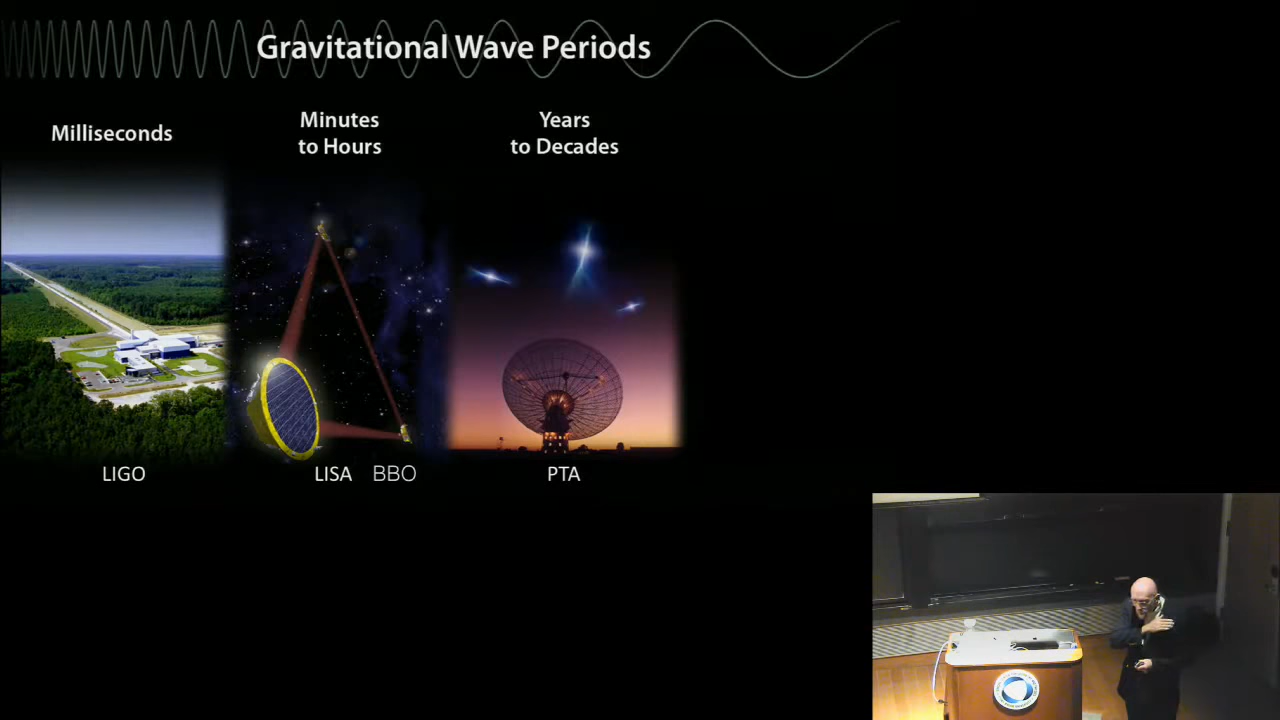 Gravitational Wave Periods
Milliseconds
Minutes
to Hours
Years
to Decades
LIGO
LISA BBO
PTA